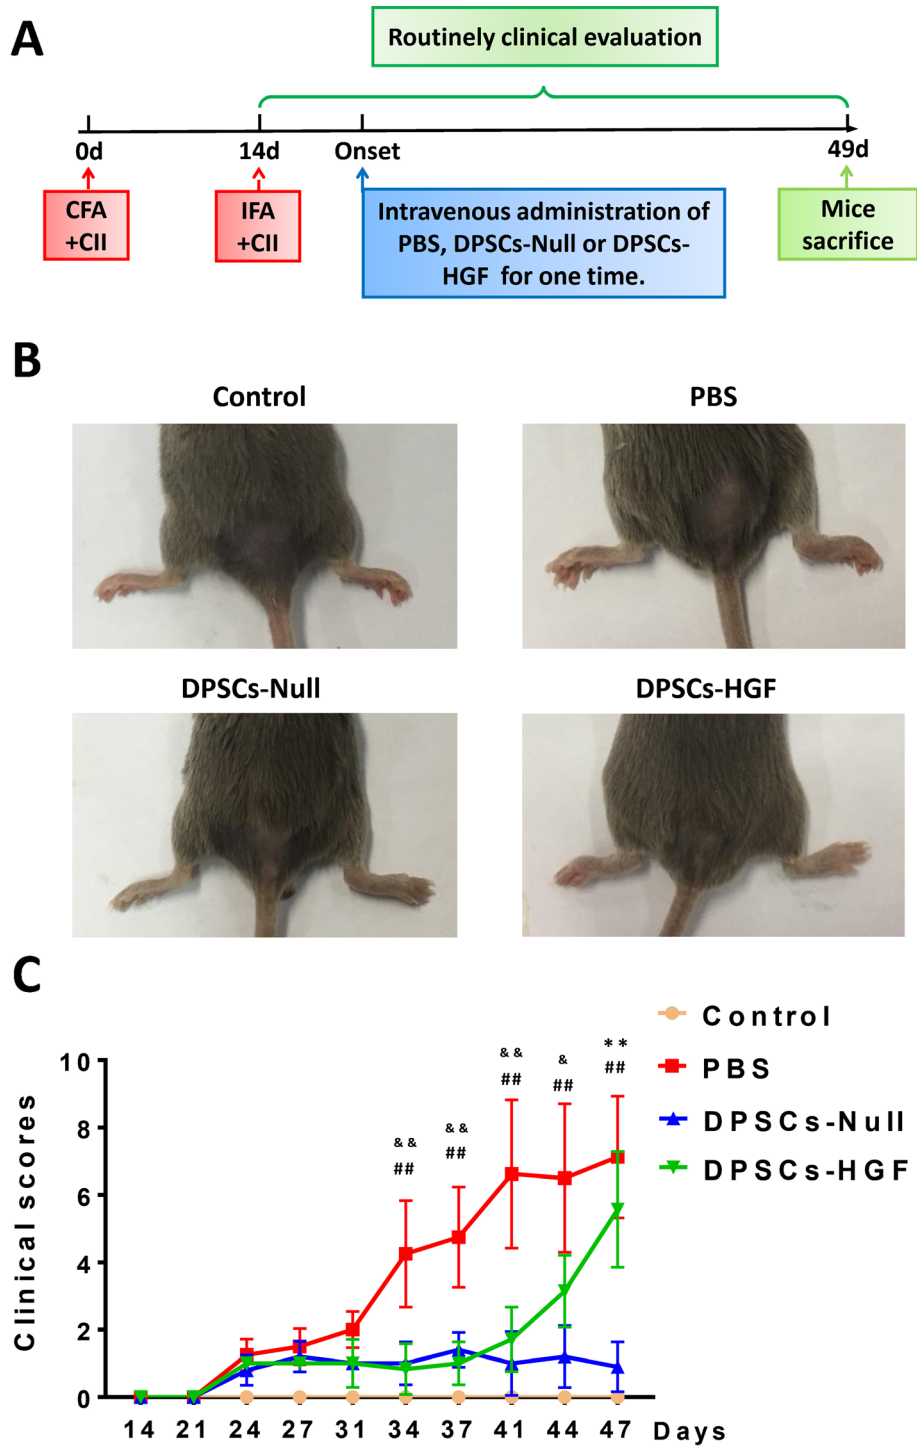 A
Routinely clinical evaluation
0d
14d
Onset
49d
CFA
+CII
IFA
+CII
Intravenous administration of
PBS, DPSCs-Null or DPSCs-
HGF for one time.
Mice
sacrifice
B
Control
PBS
DPSCs-Null
DPSCs-HGF
C
Control
PBS
DPSCs-Null
DPSCs-HGF
Clinical scores
10
8
6
4
2
0
&&
##
&&
##
&&
##
&
##
**
##
14 21 24 27 31 34 37 41 44 47 Days